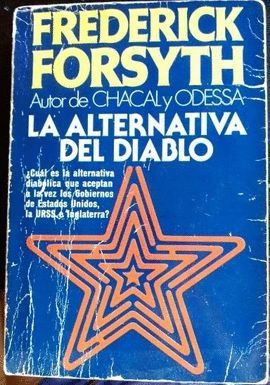 FREDERICK
FORSYTH
Autor de CHACAL y ODESSA
LA ALTERNATIVA
DEL DIABLO
¿Cuál es la alternativa
diabólica que aceptan
a la vez los Gobiernos
de Estados Unidos,
la URSS e Inglaterra?